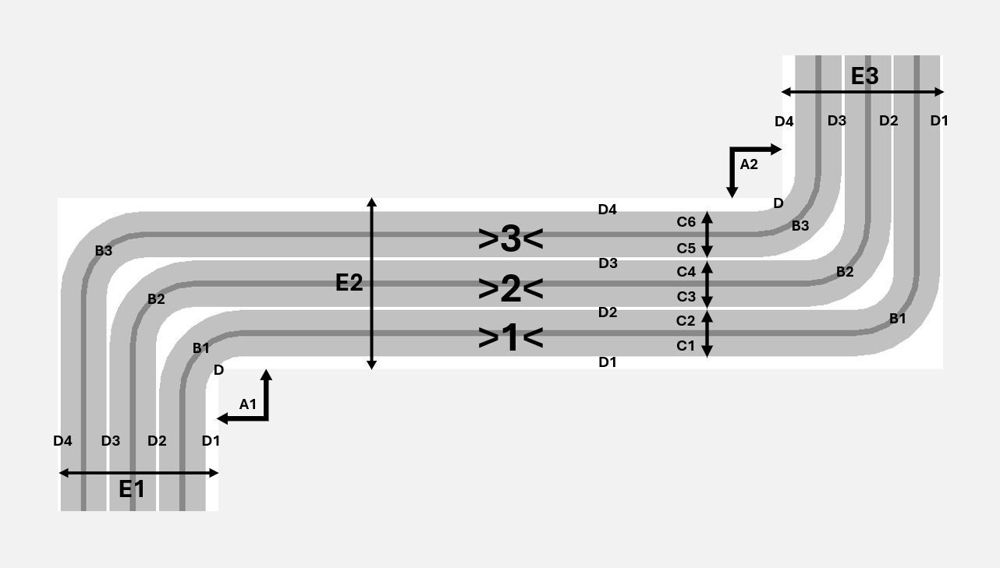 E3
D4 D3 D2 D1
A2
D
D4
C6
B3
>3<
C5
B3
D3
C4
B2
E2
>2<
C3
B2
D2
C2
B1
>1<
C1
B1
D1
D
A1
D4 D3 D2 D1
E1